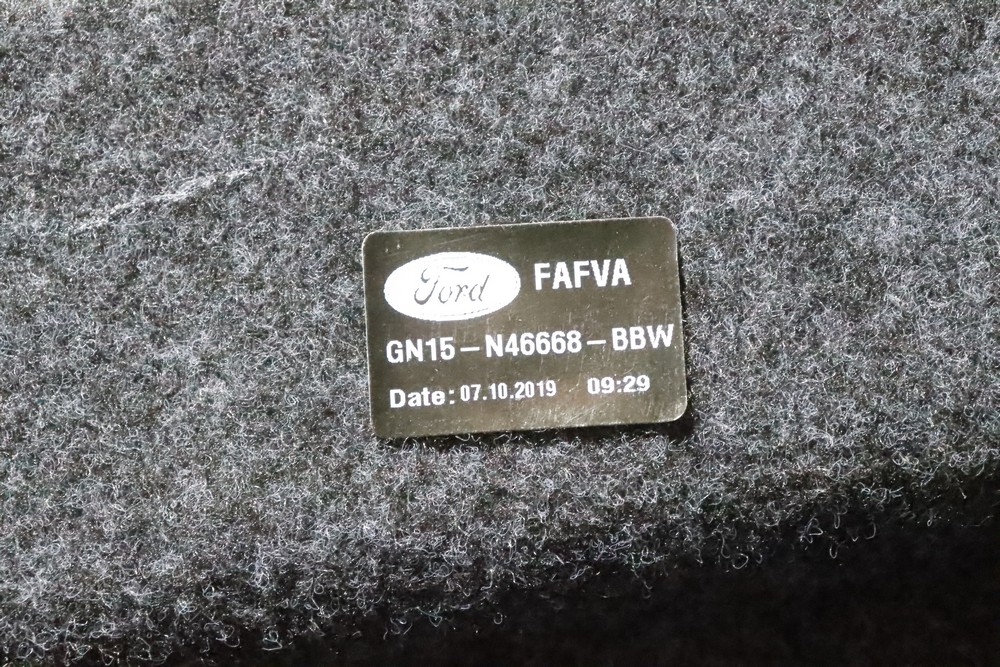 Ford FAFVA
GN15-N46668-BBW
Date: 07.10.2019 09:29